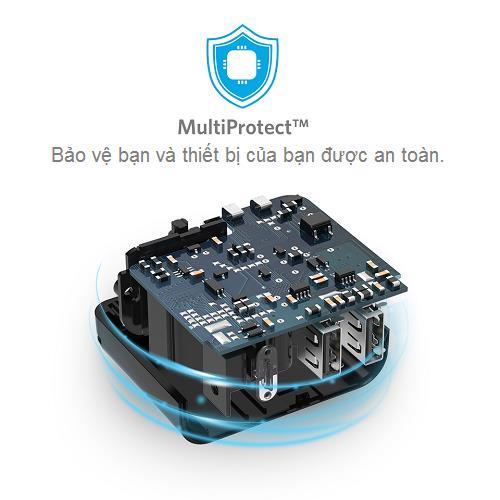 MultiProtect™
Bảo vệ bạn và thiết bị của bạn được an toàn.